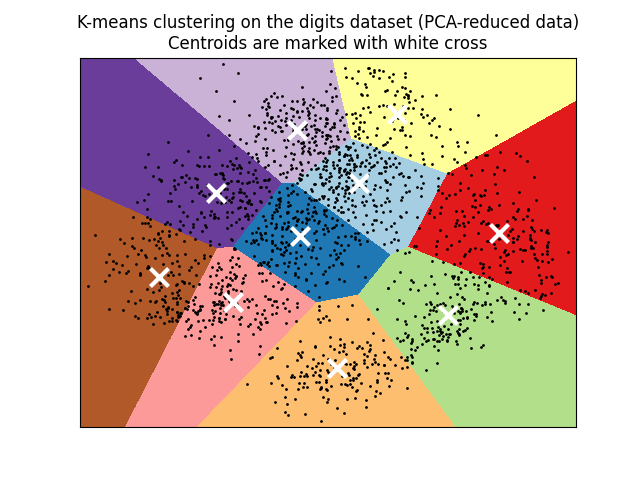 K-means clustering on the digits dataset (PCA-reduced data)
Centroids are marked with white cross